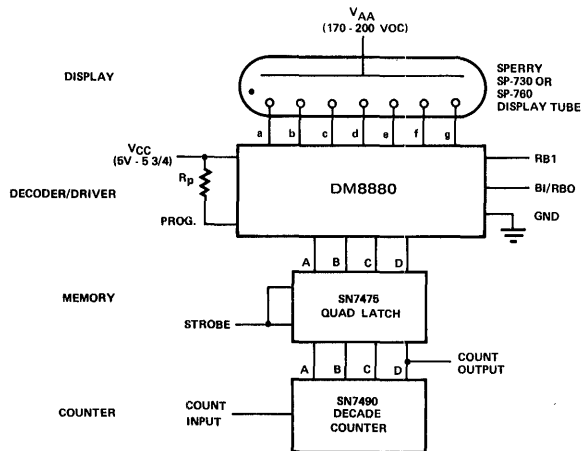 VAA
(170 - 200 VOC)
DISPLAY
SPERRY
SP-730 OR
SP-760
DISPLAY TUBE
a b c d e f g
VCC
(5V - 5 3/4)
Rp
DECODER/DRIVER
PROG.
DM8880
RB1
BI/RBO
GND
A B C D
MEMORY
SN7475
QUAD LATCH
STROBE
A B C D
COUNT
OUTPUT
COUNTER
COUNT
INPUT
SN7490
DECADE
COUNTER